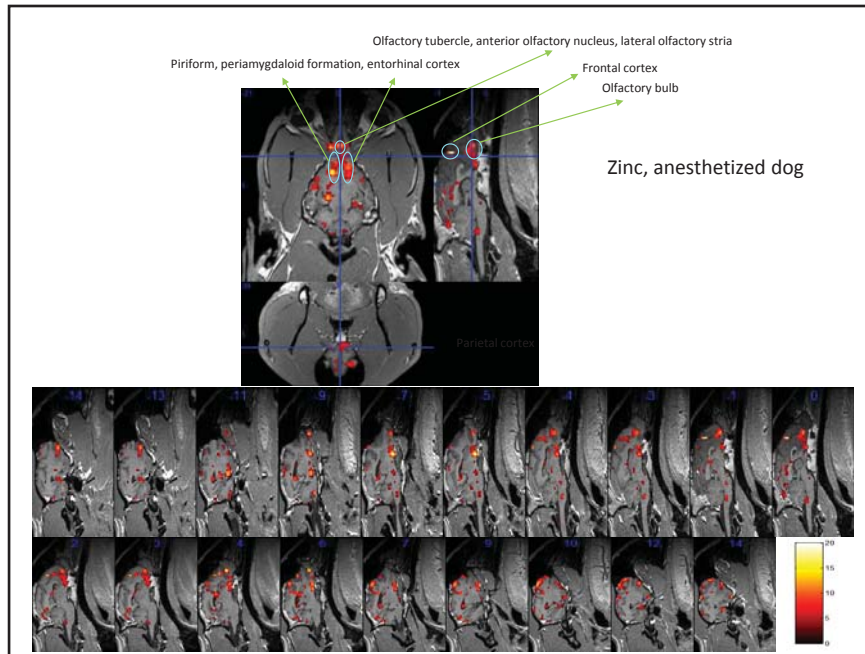 Olfactory tubercle, anterior olfactory nucleus, lateral olfactory stria
Piriform, periamygdaloid formation, entorhinal cortex
Frontal cortex
Olfactory bulb
Zinc, anesthetized dog
Parietal cortex
-14 -13 -11 -9 -7 -5 -4 -3 -1 0
2 3 4 6 7 9 10 12 14
20
15
10
5
0